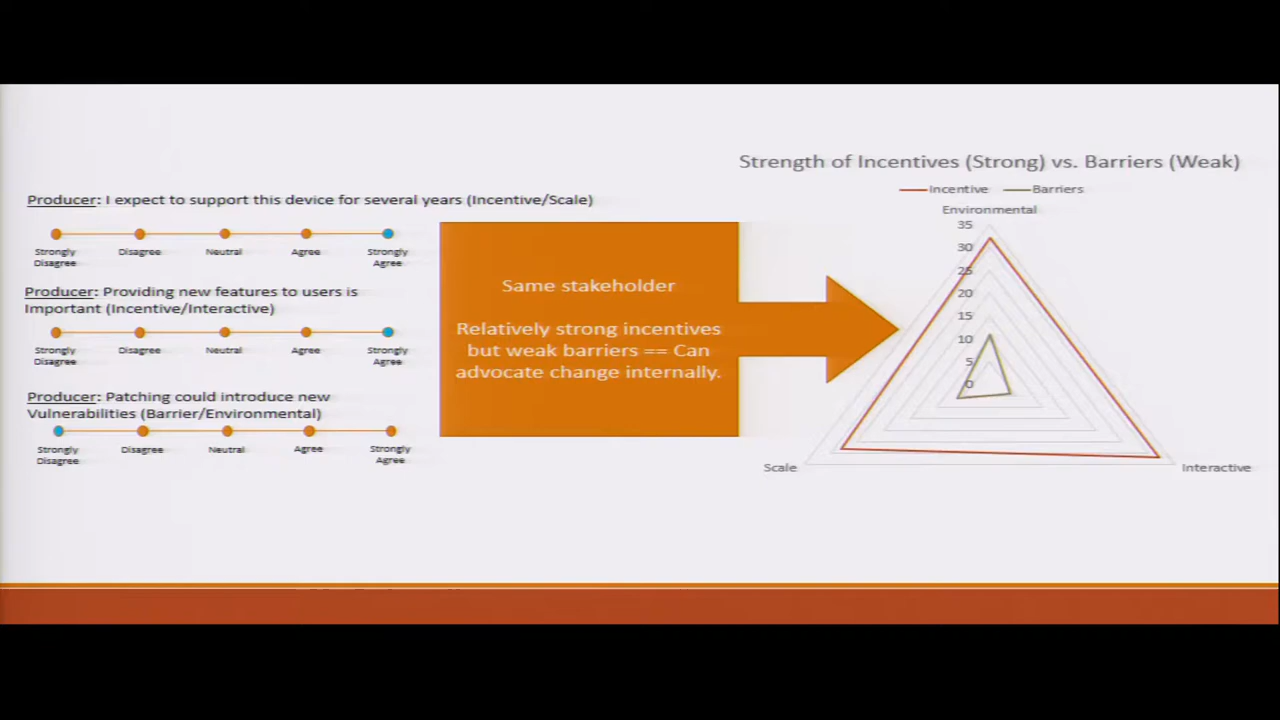 Producer: I expect to support this device for several years (Incentive/Scale)
Strongly Disagree
Disagree
Neutral
Agree
Strongly Agree
Producer: Providing new features to users is
Important (Incentive/Interactive)
Strongly Disagree
Disagree
Neutral
Agree
Strongly Agree
Producer: Patching could introduce new
Vulnerabilities (Barrier/Environmental)
Strongly Disagree
Disagree
Neutral
Agree
Strongly Agree
Same stakeholder
Relatively strong incentives
but weak barriers == Can
advocate change internally.
Strength of Incentives (Strong) vs. Barriers (Weak)
Incentive
Barriers
Environmental
35
30
25
20
15
10
5
0
Scale
Interactive